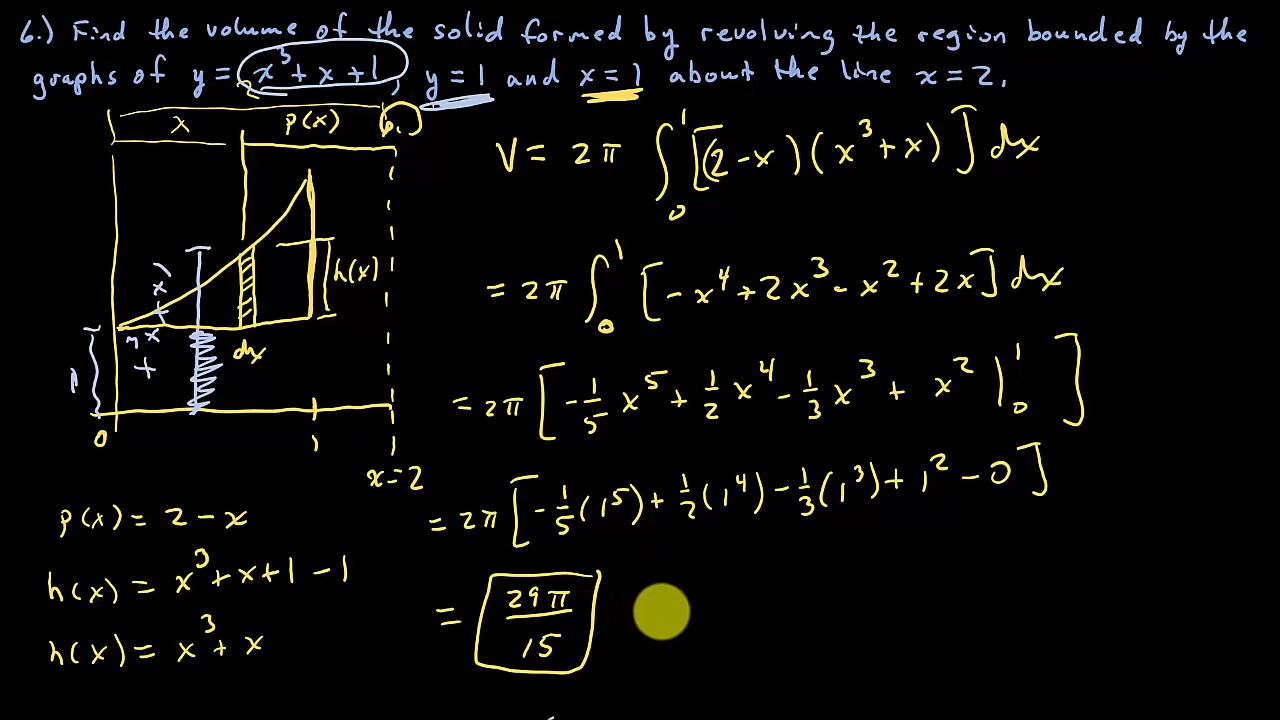 6.) Find the volume of the solid formed by revolving the region bounded by the
graphs of y = x³ + x + 1, y = 1 and x = 1 about the line x = 2.
x p(x)
h(x)
x
dx
0 1
x = 2
p(x) = 2 - x
h(x) = x³ + x + 1 - 1
h(x) = x³ + x
V = 2π ∫₀¹ [(2 - x)(x³ + x)] dx
= 2π ∫₀¹ [-x⁴ + 2x³ - x² + 2x] dx
= 2π [-1/5 x⁵ + 1/2 x⁴ - 1/3 x³ + x² |₀¹]
= 2π [-1/5 (1⁵) + 1/2 (1⁴) - 1/3 (1³) + 1² - 0]
= 29π/15